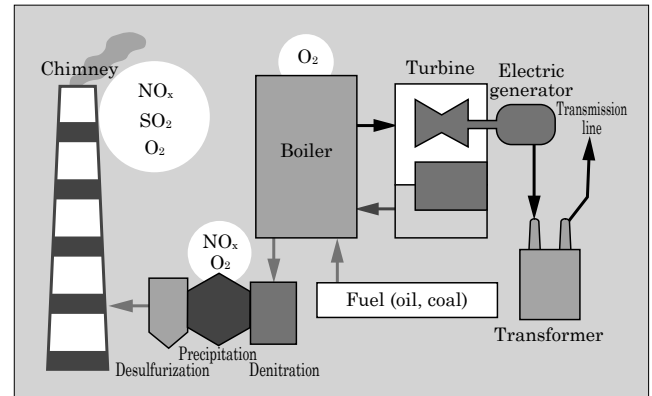 Chimney
NOx
SO2
O2
O2
Boiler
Turbine
Electric
generator
Transmission
line
NOx
O2
Fuel (oil, coal)
Transformer
Precipitation
Desulfurization
Denitration